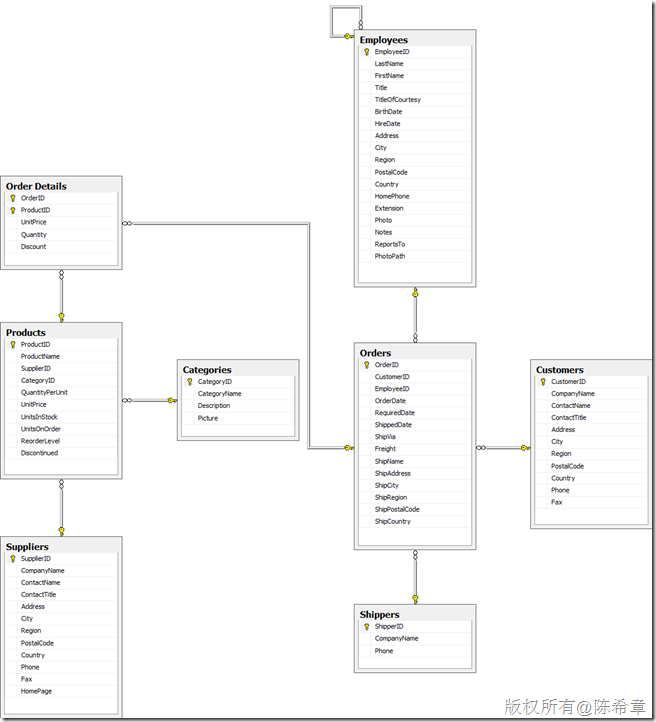 Employees
EmployeeID
LastName
FirstName
Title
TitleOfCourtesy
BirthDate
HireDate
Address
City
Region
PostalCode
Country
HomePhone
Extension
Photo
Notes
ReportsTo
PhotoPath
Order Details
OrderID
ProductID
UnitPrice
Quantity
Discount
Products
ProductID
ProductName
SupplierID
CategoryID
QuantityPerUnit
UnitPrice
UnitsInStock
UnitsOnOrder
ReorderLevel
Discontinued
Categories
CategoryID
CategoryName
Description
Picture
Orders
OrderID
CustomerID
EmployeeID
OrderDate
RequiredDate
ShippedDate
ShipVia
Freight
ShipName
ShipAddress
ShipCity
ShipRegion
ShipPostalCode
ShipCountry
Customers
CustomerID
CompanyName
ContactName
ContactTitle
Address
City
Region
PostalCode
Country
Phone
Fax
Suppliers
SupplierID
CompanyName
ContactName
ContactTitle
Address
City
Region
PostalCode
Country
Phone
Fax
HomePage
Shippers
ShipperID
CompanyName
Phone
版权所有@陈希章